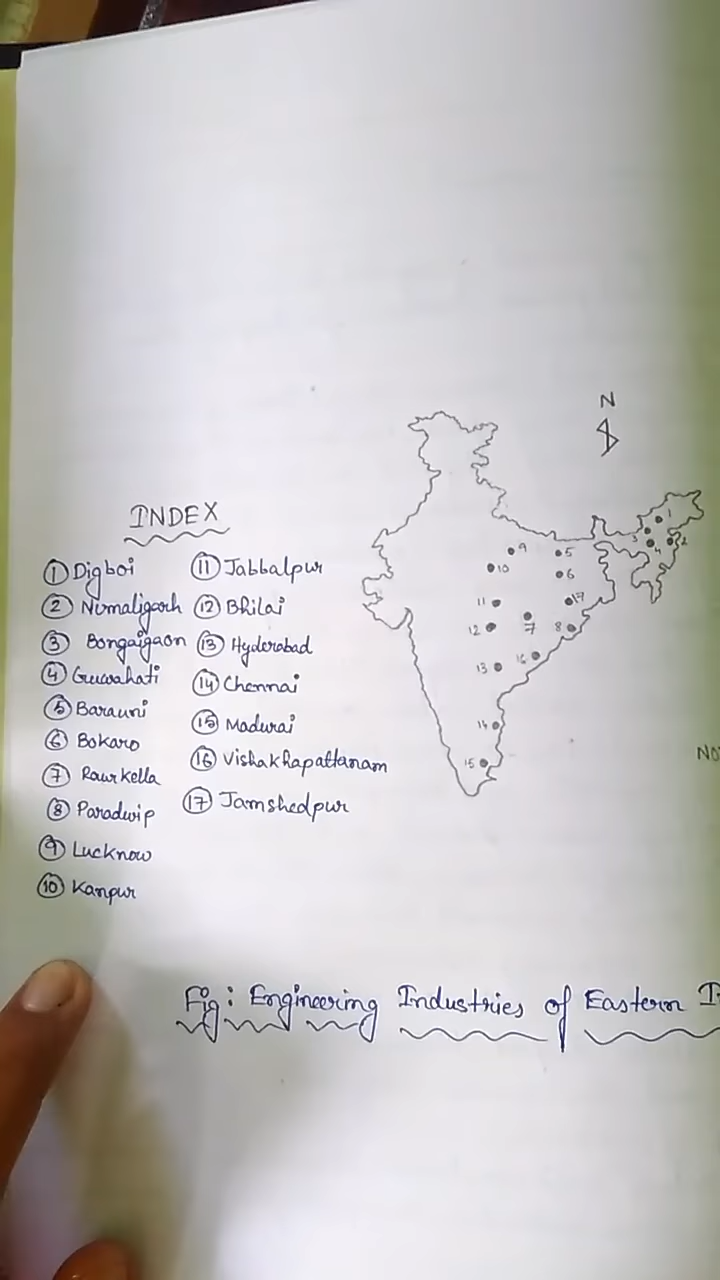 N
INDEX
① Digboi
② Numaligarh
③ Bongaigaon
④ Guwahati
⑤ Barauni
⑥ Bokaro
⑦ Raurkella
⑧ Paradwip
⑨ Lucknow
⑩ Kanpur
⑪ Jabbalpur
⑫ Bhilai
⑬ Hyderabad
⑭ Chennai
⑮ Madurai
⑯ Vishakhapattanam
⑰ Jamshedpur
1
2
3
4
5
6
7
8
9
10
11
12
13
14
15
16
17
NO
Fig: Engineering Industries of Eastern I